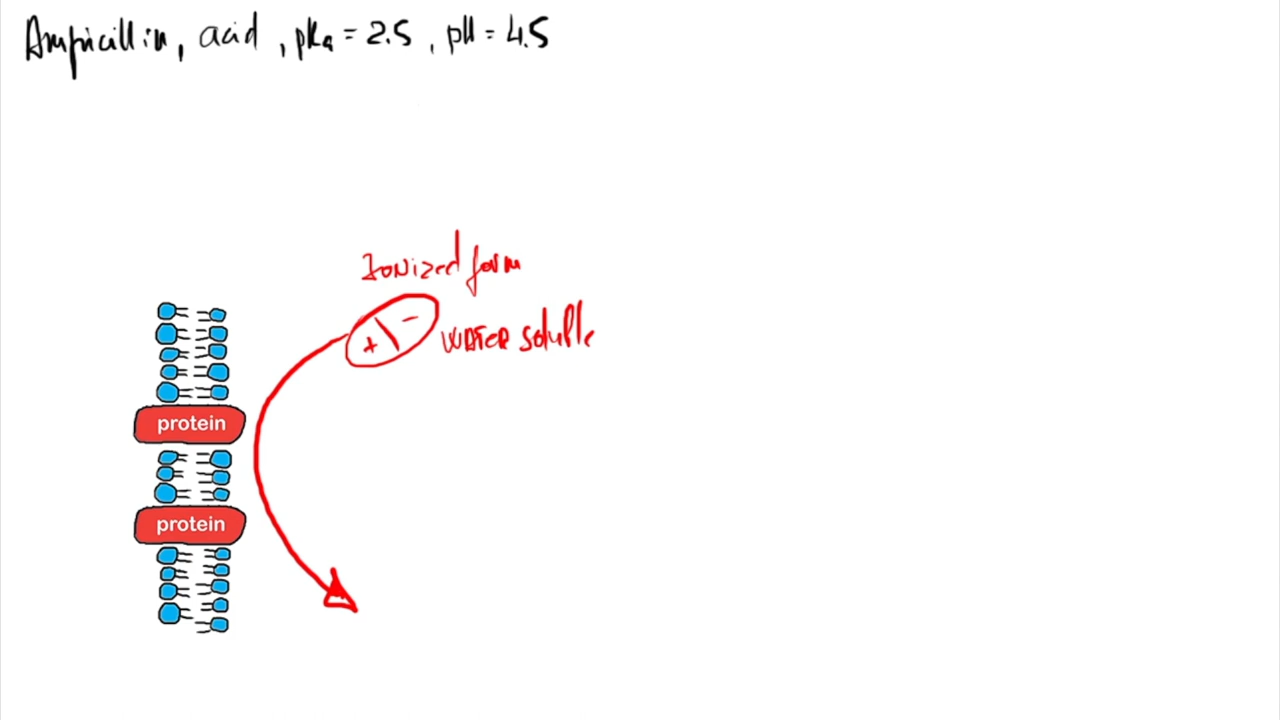 Ampicillin, acid, pKa = 2.5, pH = 4.5
Ionized form
+ | -
water soluble
protein
protein